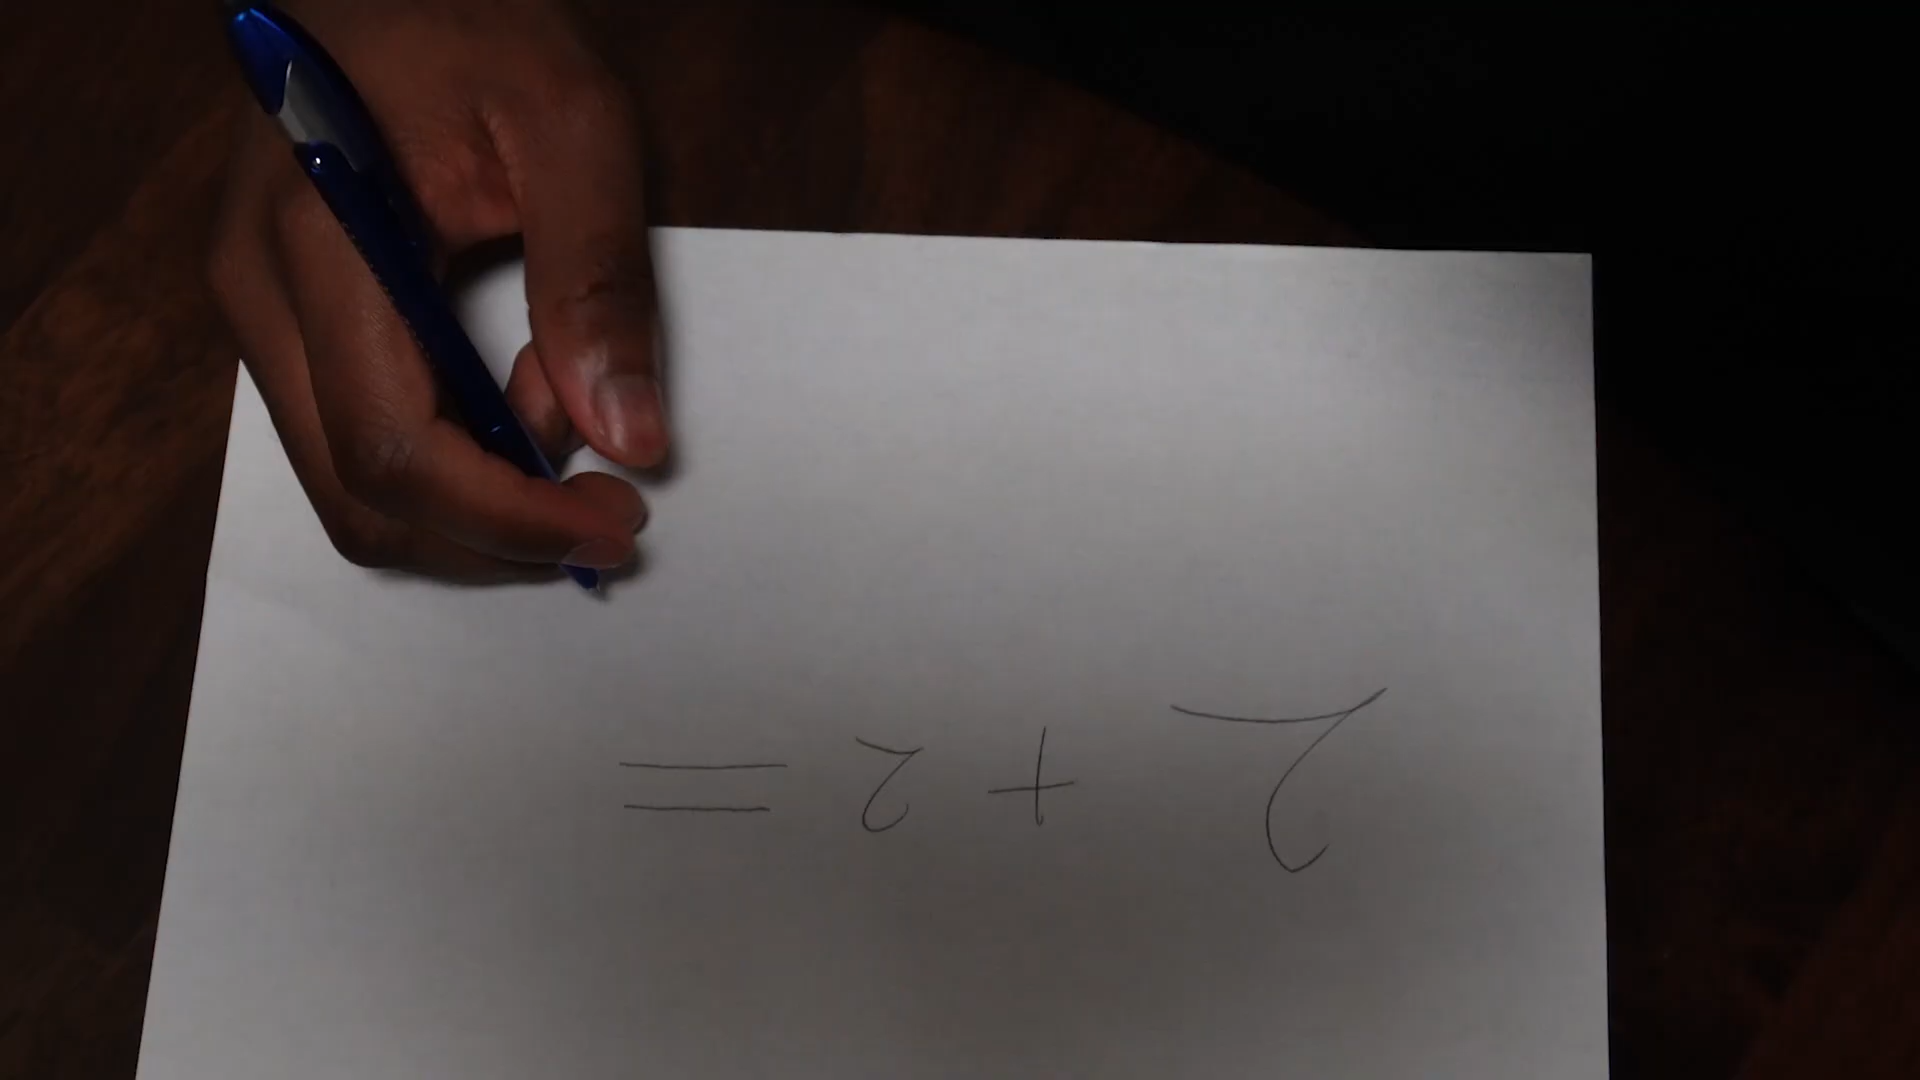 2 + 2 =